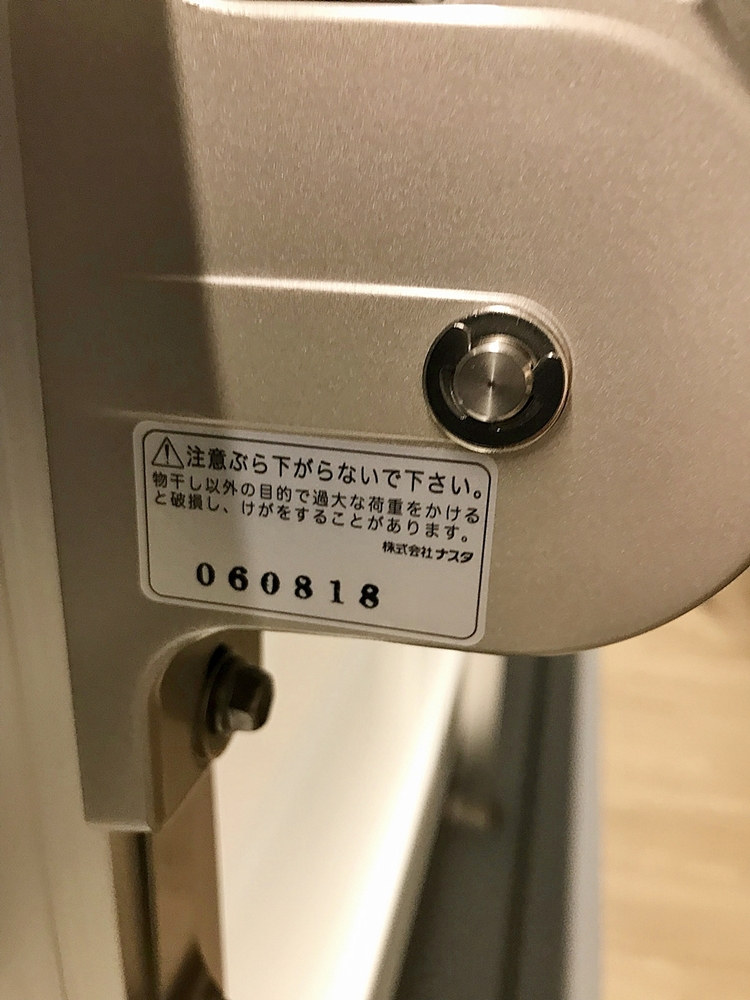 ⚠注意ぶら下がらないで下さい。
物干し以外の目的で過大な荷重をかける
と破損し、けがをすることがあります。
株式会社ナスタ
060818